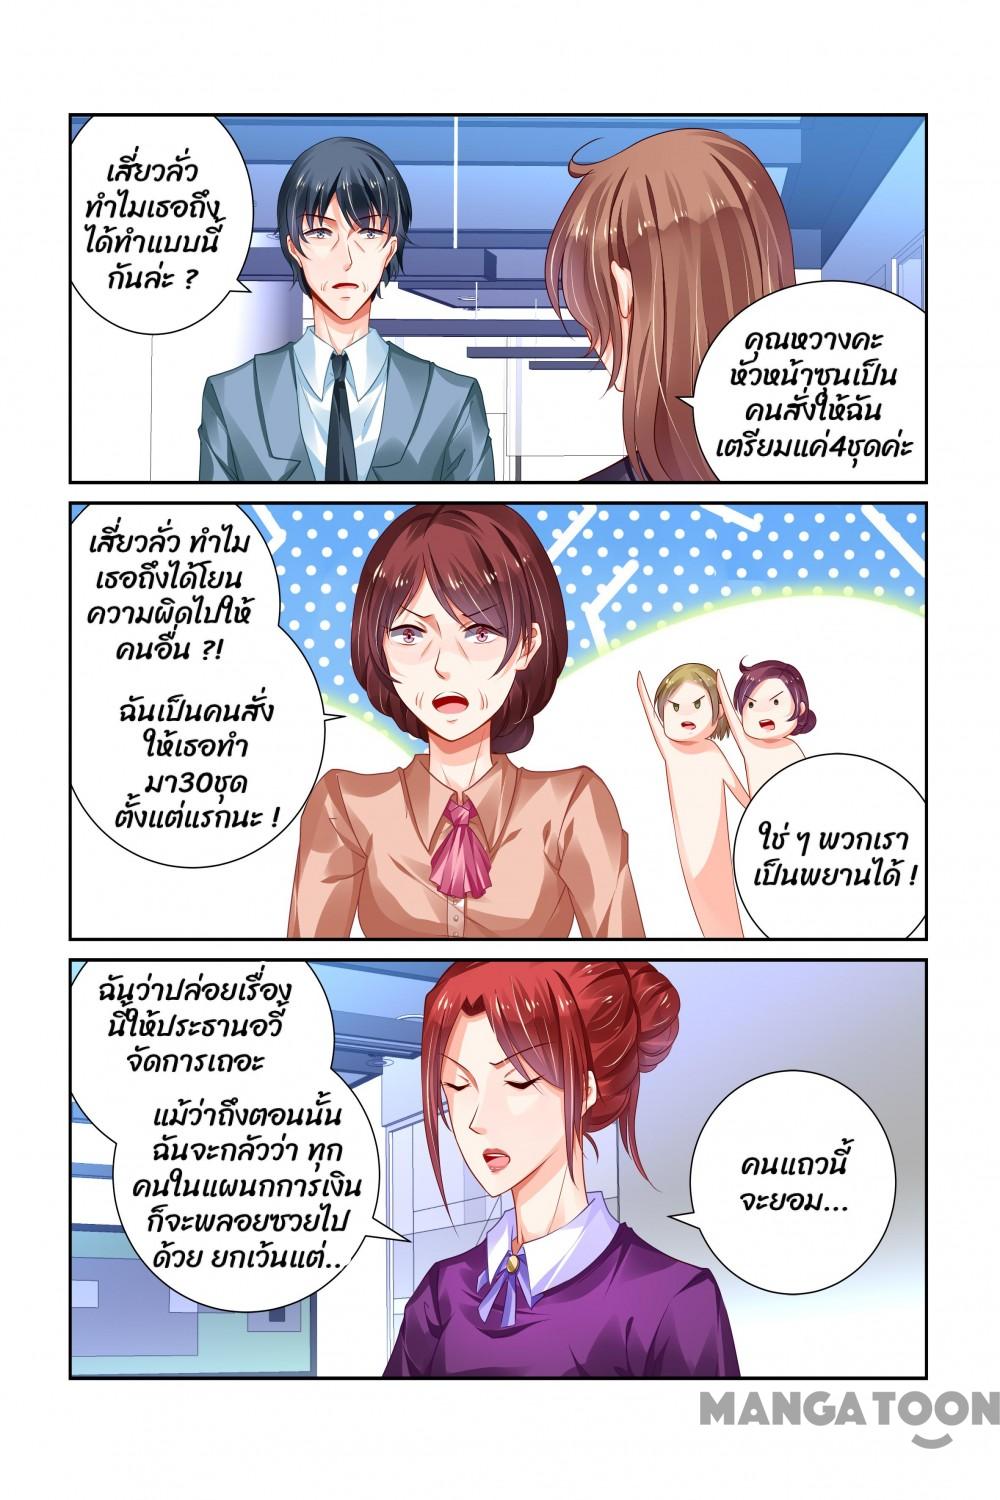 เสี่ยวลั่ว
ทำไมเธอถึง
ได้ทำแบบนี้
กันล่ะ ?
คุณหวางคะ
หัวหน้าซุนเป็น
คนสั่งให้ฉัน
เตรียมแค่4ชุดค่ะ
เสี่ยวลั่ว ทำไม
เธอถึงได้โยน
ความผิดไปให้
คนอื่น ?!
ฉันเป็นคนสั่ง
ให้เธอทำ
มา30ชุด
ตั้งแต่แรกนะ !
ใช่ ๆ พวกเรา
เป็นพยานได้ !
ฉันว่าปล่อยเรื่อง
นี้ให้ประธานอวี้
จัดการเถอะ
แม้ว่าถึงตอนนั้น
ฉันจะกลัวว่า ทุก
คนในแผนกการเงิน
ก็จะพลอยซวยไป
ด้วย ยกเว้นแต่...
คนแถวนี้
จะยอม...
MANGATOON